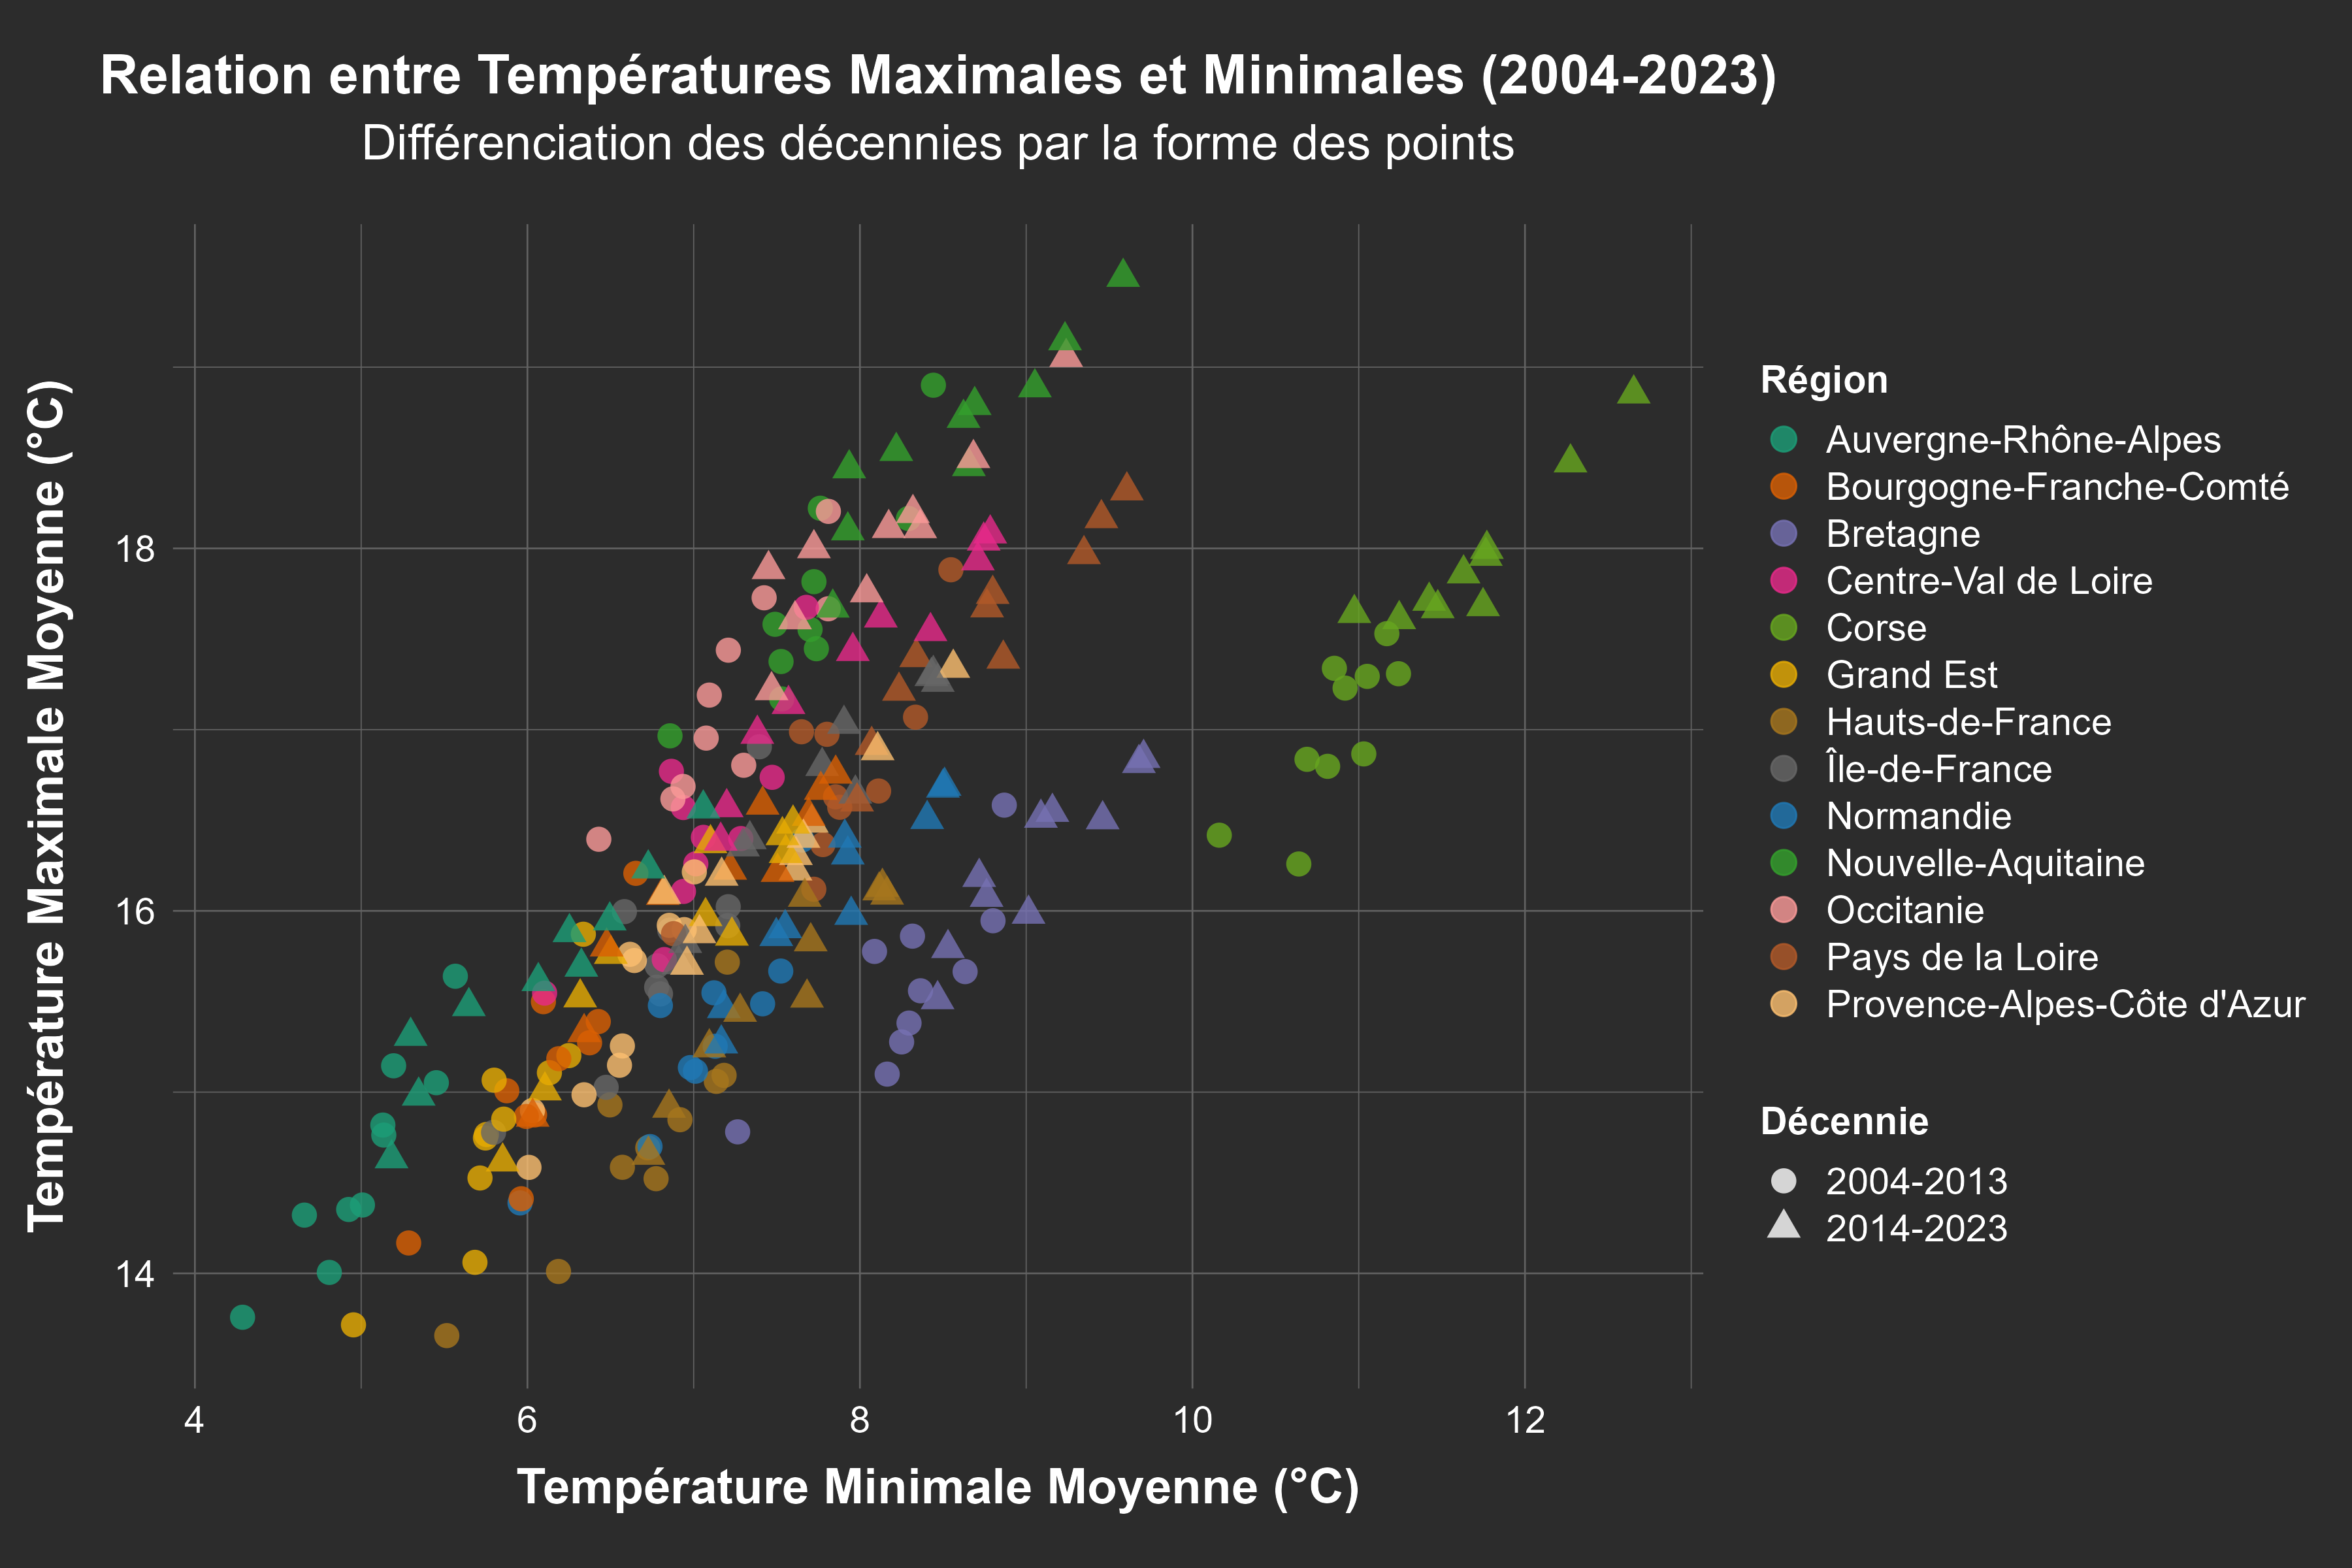 Relation entre Températures Maximales et Minimales (2004-2023)
Différenciation des décennies par la forme des points
Température Maximale Moyenne (°C)
18
16
14
4
6
8
10
12
Température Minimale Moyenne (°C)
Région
Auvergne-Rhône-Alpes
Bourgogne-Franche-Comté
Bretagne
Centre-Val de Loire
Corse
Grand Est
Hauts-de-France
Île-de-France
Normandie
Nouvelle-Aquitaine
Occitanie
Pays de la Loire
Provence-Alpes-Côte d'Azur
Décennie
2004-2013
2014-2023